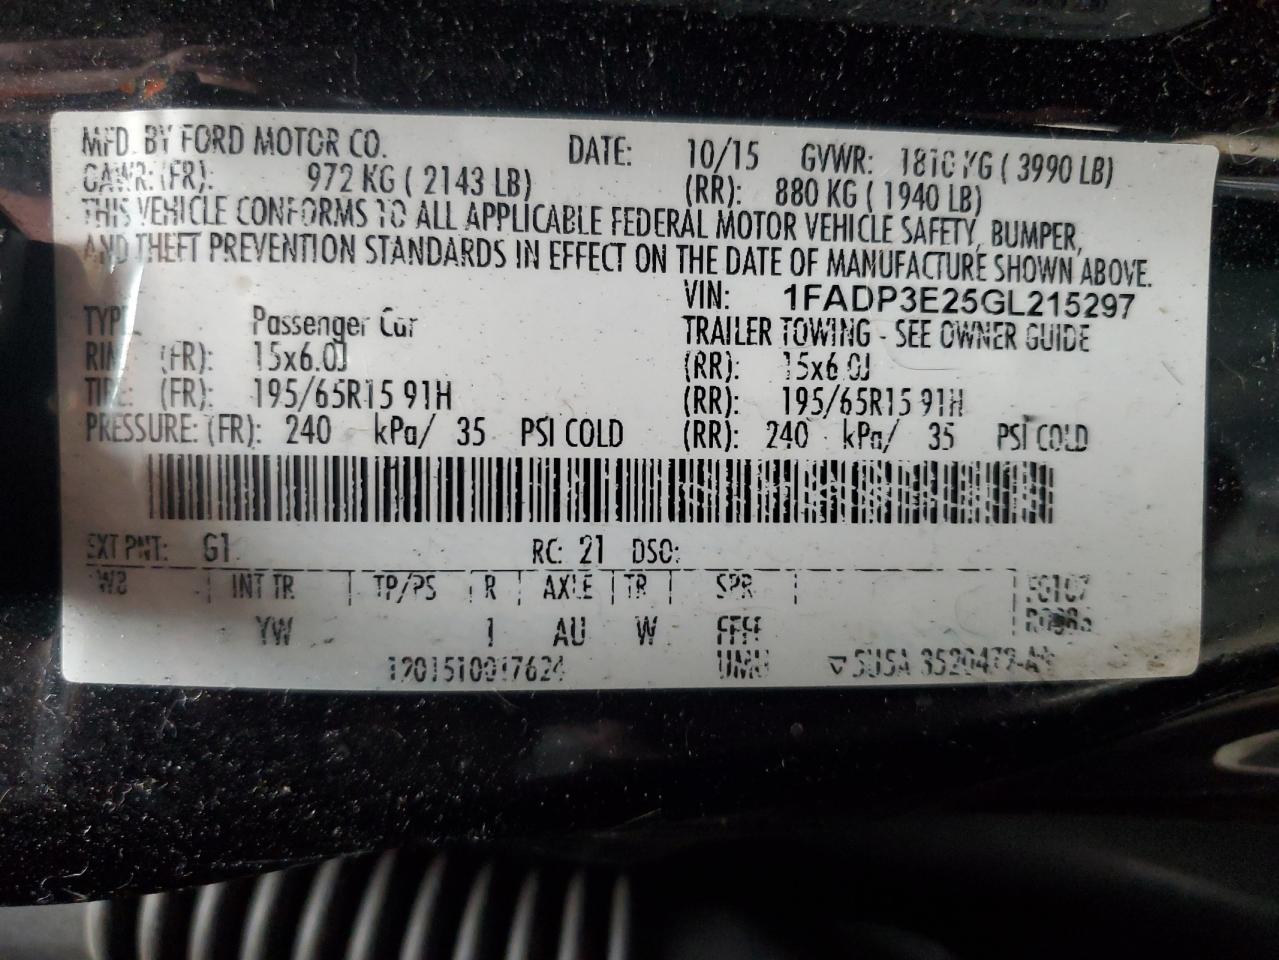 MFD. BY FORD MOTOR CO. DATE: 10/15 GVWR: 1810 KG ( 3990 LB)
GAWR: (FR): 972 KG ( 2143 LB) (RR): 880 KG ( 1940 LB)
THIS VEHICLE CONFORMS TO ALL APPLICABLE FEDERAL MOTOR VEHICLE SAFETY, BUMPER,
AND THEFT PREVENTION STANDARDS IN EFFECT ON THE DATE OF MANUFACTURE SHOWN ABOVE.
VIN: 1FADP3E25GL215297
TYPE: Passenger Car TRAILER TOWING - SEE OWNER GUIDE
RIM (FR): 15x6.0J (RR): 15x6.0J
TIRE (FR): 195/65R15 91H (RR): 195/65R15 91H
PRESSURE: (FR): 240 kPa/ 35 PSI COLD (RR): 240 kPa/ 35 PSI COLD
EXT PNT: G1 RC: 21 DSO:
WB INT TR TP/PS R AXLE TR SPR
YW 1 AU W